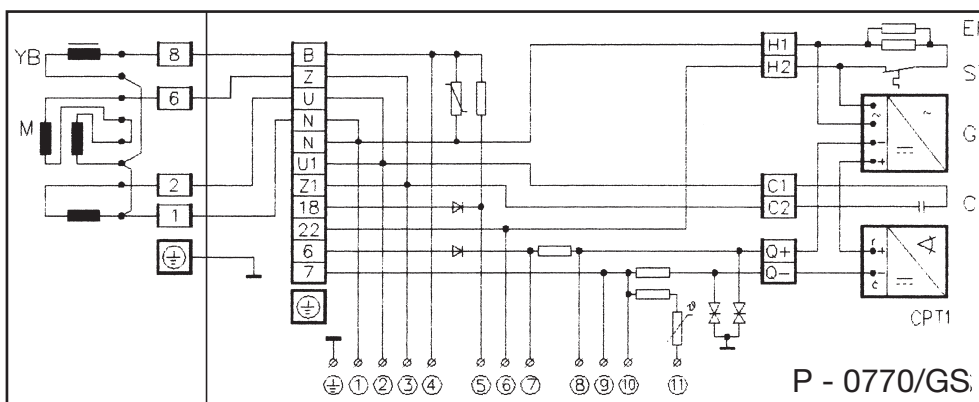 YB
M
8
6
2
1
B
Z
U
N
N
U1
Z1
18
22
6
7
H1
H2
C1
C2
Q+
Q−
~
~
−
+
C
+
−
CPT1
ϑ
1
2
3
4
5
6
7
8
9
10
11
P - 0770/GS